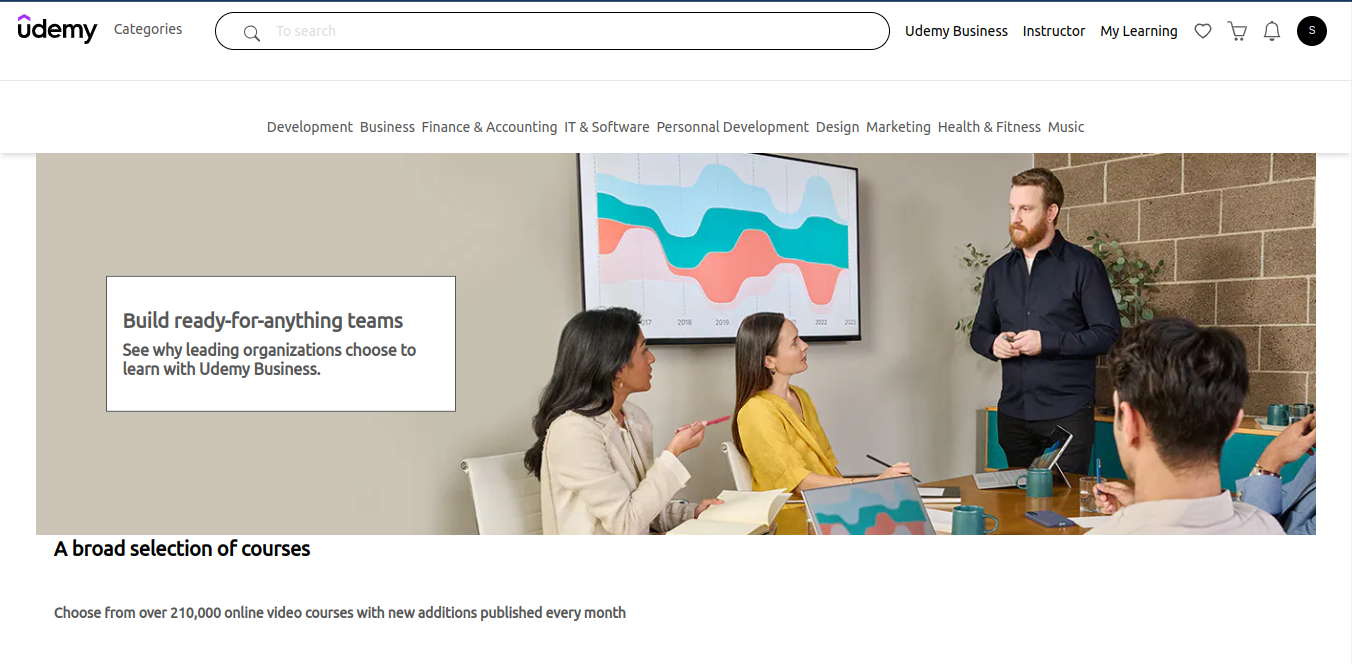 udemy
Categories
To search
Udemy Business
Instructor
My Learning
S
Development Business Finance & Accounting IT & Software Personnal Development Design Marketing Health & Fitness Music
2018 2019 2022 2023
Build ready-for-anything teams
See why leading organizations choose to
learn with Udemy Business.
A broad selection of courses
Choose from over 210,000 online video courses with new additions published every month